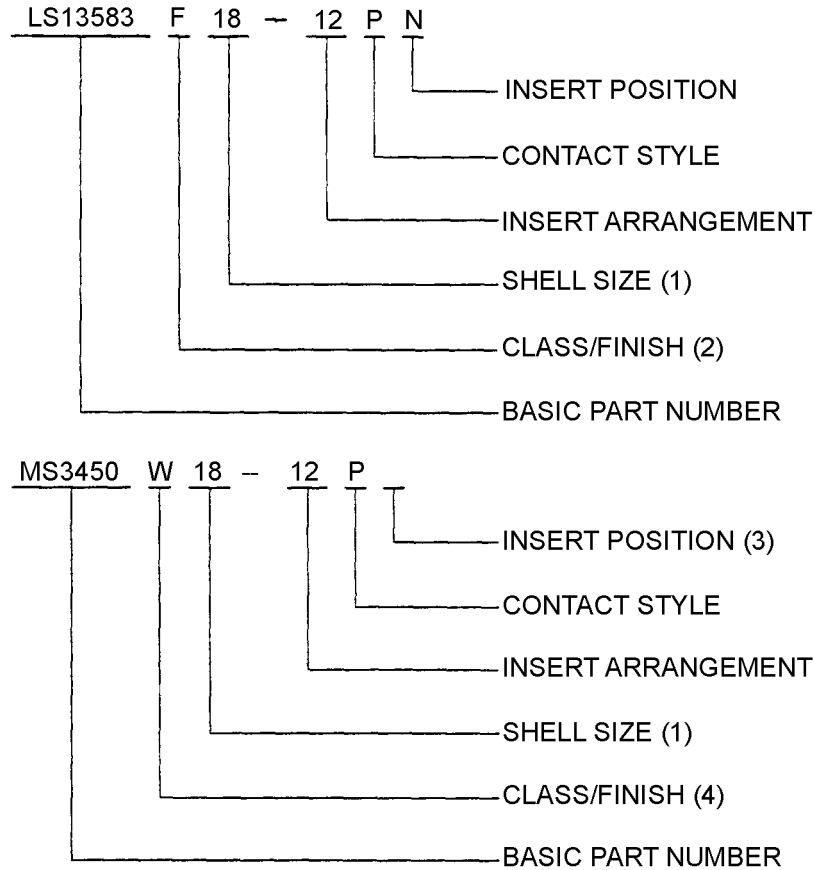 LS13583 F 18 - 12 P N
INSERT POSITION
CONTACT STYLE
INSERT ARRANGEMENT
SHELL SIZE (1)
CLASS/FINISH (2)
BASIC PART NUMBER
MS3450 W 18 -- 12 P
INSERT POSITION (3)
CONTACT STYLE
INSERT ARRANGEMENT
SHELL SIZE (1)
CLASS/FINISH (4)
BASIC PART NUMBER